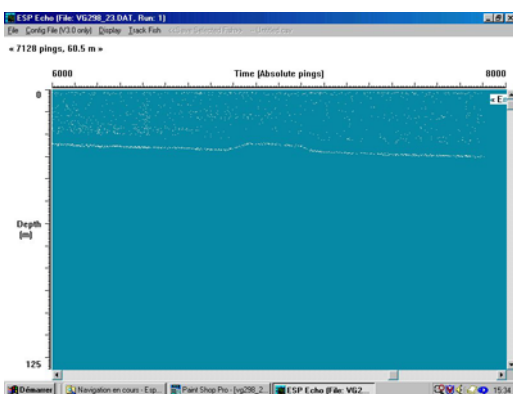 ESP Echo (File: VG298_23.DAT, Run: 1)
File Config File (V3.0 only) Display Track Fish
« 7128 pings, 60.5 m »
6000 Time (Absolute pings) 8000
0
« E
Depth
(m)
125
Démarrer Navigation en cours - Esp... Paint Shop Pro - [vg298_2... ESP Echo (File: VG2... 15:34